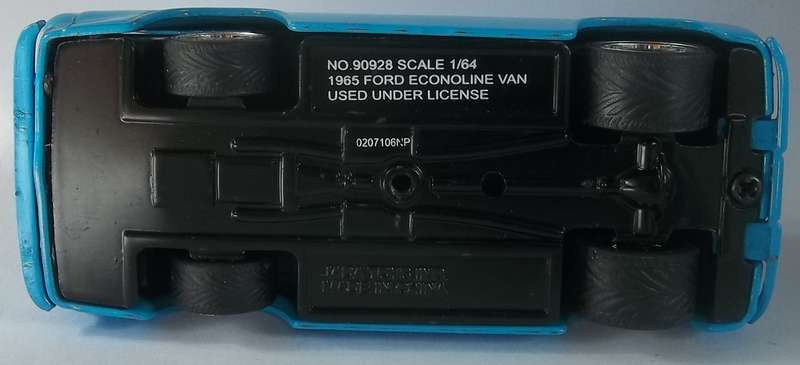 NO.90928 SCALE 1/64
1965 FORD ECONOLINE VAN
USED UNDER LICENSE
0207106NP